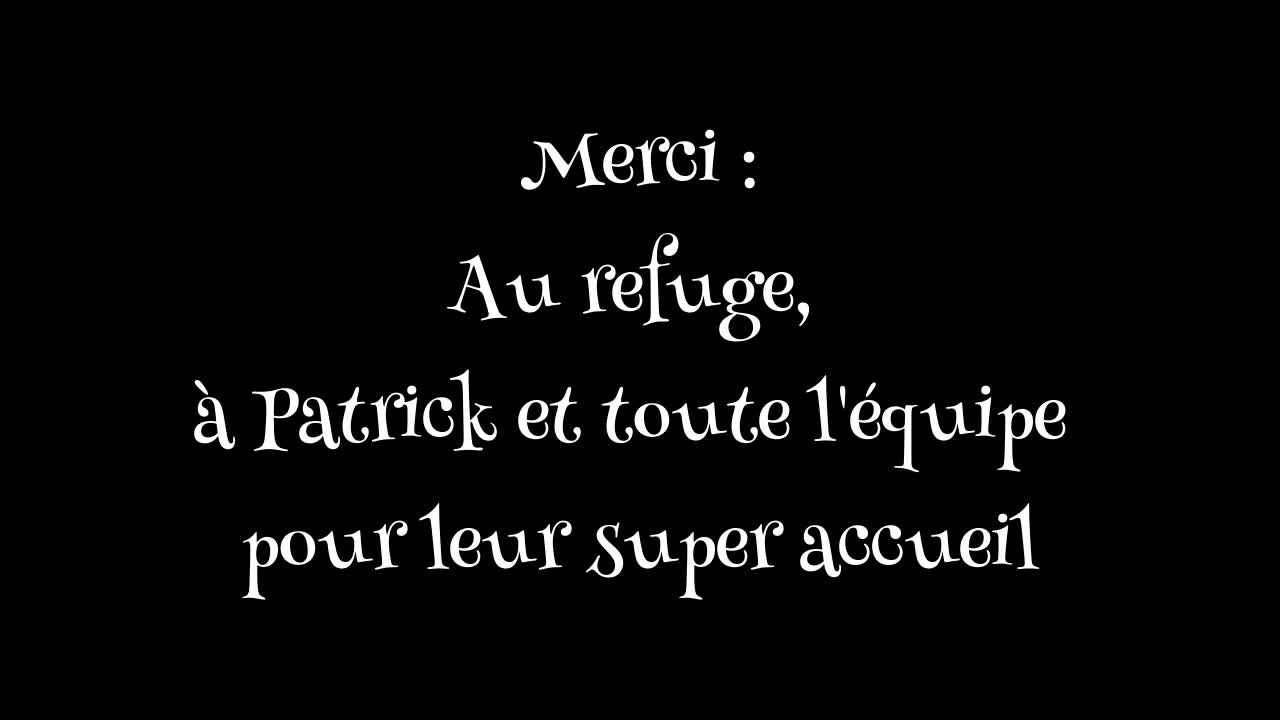 Merci :
Au refuge,
à Patrick et toute l'équipe
pour leur super accueil